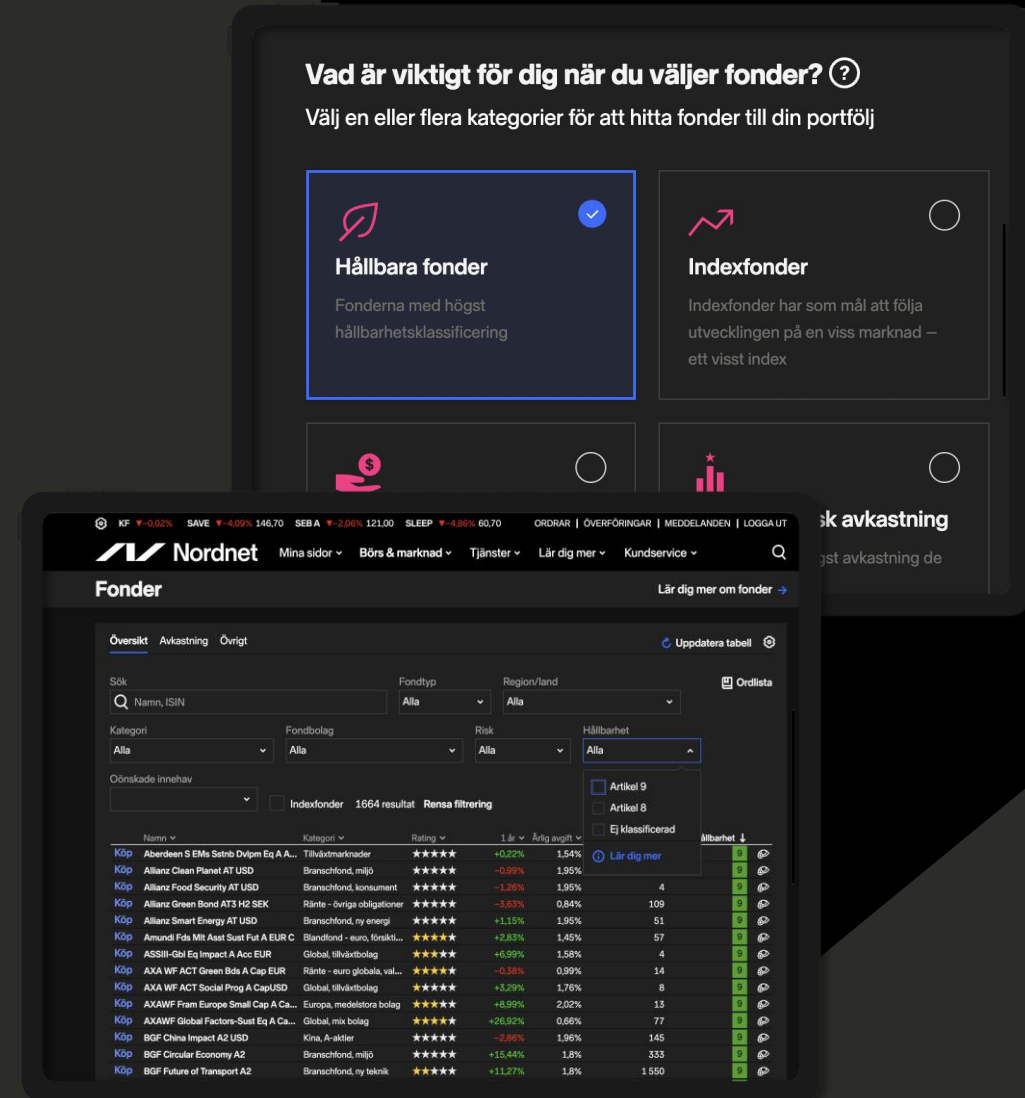 Vad är viktigt för dig när du väljer fonder? ?
Välj en eller flera kategorier för att hitta fonder till din portfölj
Hållbara fonder
Fonderna med högst
hållbarhetsklassificering
Indexfonder
Indexfonder har som mål att följa
utvecklingen på en viss marknad –
ett visst index
$
sk avkastning
gst avkastning de
KF ▼-0,02% SAVE ▼-4,09% 146,70 SEB A ▼-2,06% 121,00 SLEEP ▼-4,86% 60,70 ORDRAR | ÖVERFÖRINGAR | MEDDELANDEN | LOGGA UT
Nordnet Mina sidor Börs & marknad Tjänster Lär dig mer Kundservice
Fonder Lär dig mer om fonder →
Översikt Avkastning Övrigt Uppdatera tabell
Sök Fondtyp Region/land Ordlista
Namn, ISIN Alla Alla
Kategori Fondbolag Risk Hållbarhet
Alla Alla Alla Alla
Oönskade innehav
Artikel 9
Artikel 8
Ej klassificerad
Lär dig mer
Indexfonder 1664 resultat Rensa filtrering
Namn Kategori Rating 1 år Årlig avgift ållbarhet ↓
Köp Aberdeen S EMs Sstnb Dvlpm Eq A A... Tillväxtmarknader ★★★★★ +0,22% 1,54% 9
Köp Allianz Clean Planet AT USD Branschfond, miljö ★★★★★ -0,99% 1,95% 9
Köp Allianz Food Security AT USD Branschfond, konsument ★★★★★ -1,26% 1,95% 4 9
Köp Allianz Green Bond AT3 H2 SEK Ränte - övriga obligationer ★★★★★ -3,63% 0,84% 109 9
Köp Allianz Smart Energy AT USD Branschfond, ny energi ★★★★★ +1,15% 1,95% 51 9
Köp Amundi Fds Mlt Asst Sust Fut A EUR C Blandfond - euro, försikti... ★★★★★ +2,83% 1,45% 57 9
Köp ASSIII-Gbl Eq Impact A Acc EUR Global, tillväxtbolag ★★★★★ +6,99% 1,58% 4 9
Köp AXA WF ACT Green Bds A Cap EUR Ränte - euro globala, val... ★★★★★ -0,38% 0,99% 14 9
Köp AXA WF ACT Social Prog A CapUSD Global, tillväxtbolag ★★★★★ +3,29% 1,76% 8 9
Köp AXAWF Fram Europe Small Cap A Ca... Europa, medelstora bolag ★★★★★ +8,99% 2,02% 13 9
Köp AXAWF Global Factors-Sust Eq A Ca... Global, mix bolag ★★★★★ +26,92% 0,66% 77 9
Köp BGF China Impact A2 USD Kina, A-aktier ★★★★★ -2,86% 1,96% 145 9
Köp BGF Circular Economy A2 Branschfond, miljö ★★★★★ +15,44% 1,8% 333 9
Köp BGF Future of Transport A2 Branschfond, ny teknik ★★★★★ +11,27% 1,8% 1 550 9